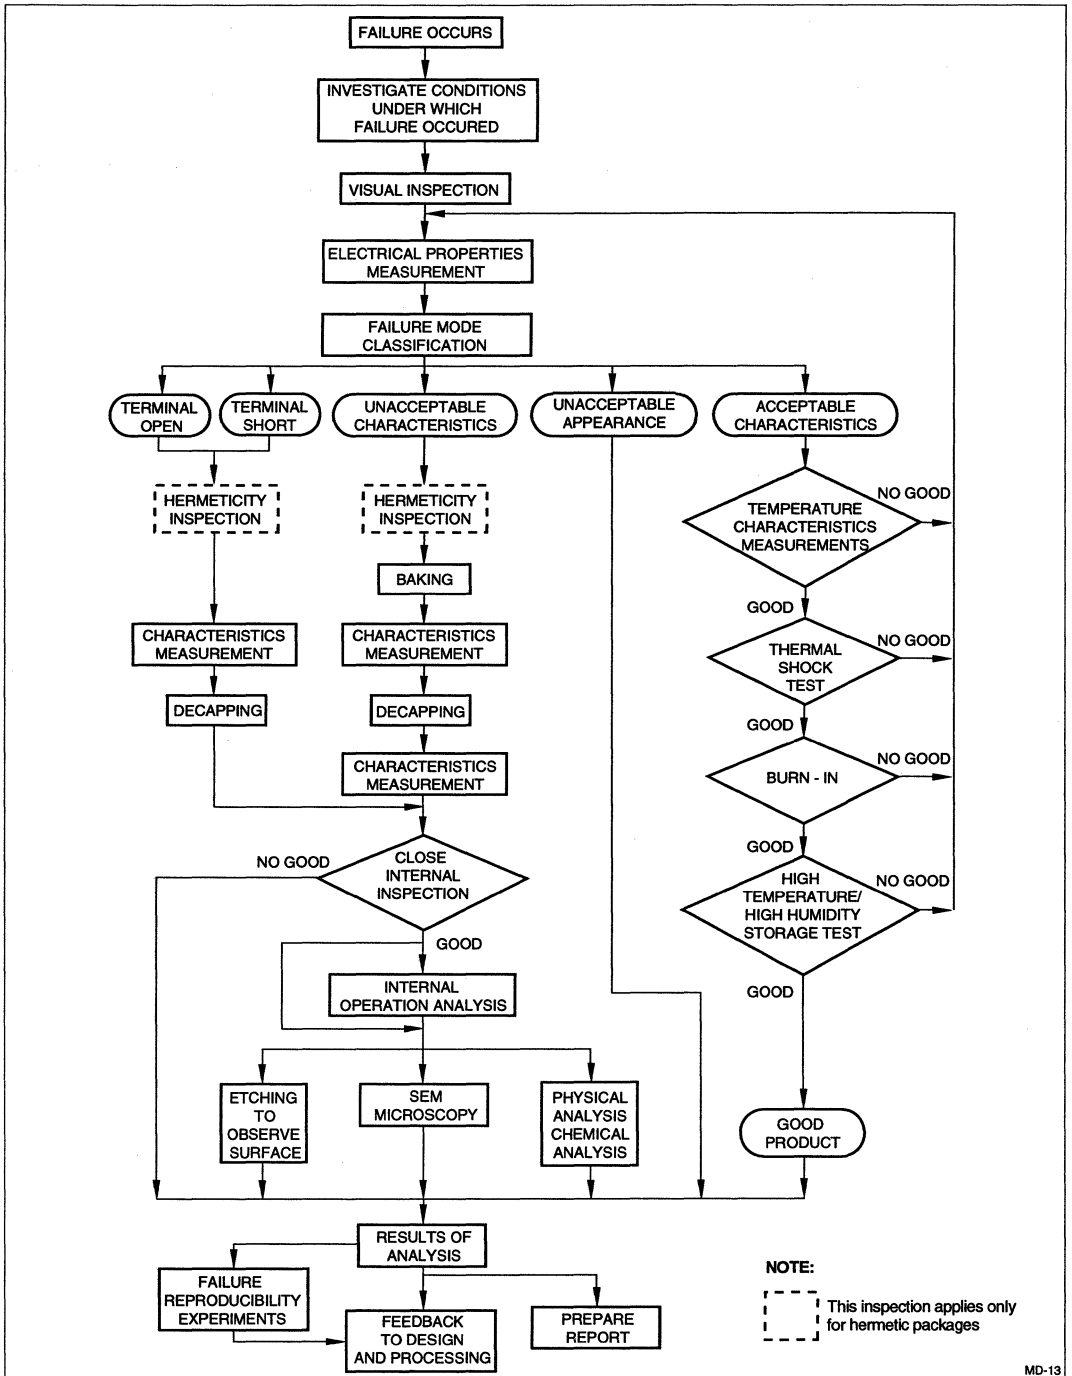 FAILURE OCCURS
INVESTIGATE CONDITIONS
UNDER WHICH
FAILURE OCCURED
VISUAL INSPECTION
ELECTRICAL PROPERTIES
MEASUREMENT
FAILURE MODE
CLASSIFICATION
TERMINAL
OPEN
TERMINAL
SHORT
UNACCEPTABLE
CHARACTERISTICS
UNACCEPTABLE
APPEARANCE
ACCEPTABLE
CHARACTERISTICS
HERMETICITY
INSPECTION
HERMETICITY
INSPECTION
NO GOOD
TEMPERATURE
CHARACTERISTICS
MEASUREMENTS
BAKING
GOOD
CHARACTERISTICS
MEASUREMENT
CHARACTERISTICS
MEASUREMENT
NO GOOD
THERMAL
SHOCK
TEST
DECAPPING
DECAPPING
GOOD
CHARACTERISTICS
MEASUREMENT
NO GOOD
BURN - IN
GOOD
NO GOOD
CLOSE
INTERNAL
INSPECTION
NO GOOD
HIGH
TEMPERATURE/
HIGH HUMIDITY
STORAGE TEST
GOOD
INTERNAL
OPERATION ANALYSIS
GOOD
ETCHING
TO
OBSERVE
SURFACE
SEM
MICROSCOPY
PHYSICAL
ANALYSIS
CHEMICAL
ANALYSIS
GOOD
PRODUCT
RESULTS OF
ANALYSIS
FAILURE
REPRODUCIBILITY
EXPERIMENTS
FEEDBACK
TO DESIGN
AND PROCESSING
PREPARE
REPORT
NOTE:
This inspection applies only
for hermetic packages
MD-13